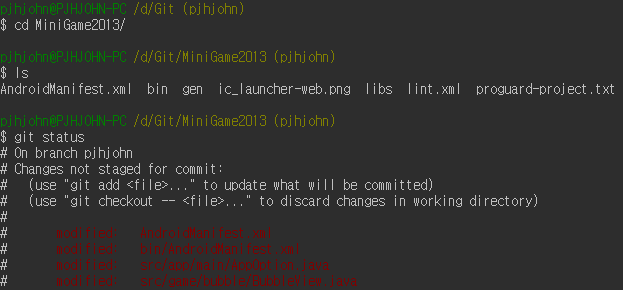 pjhjohn@PJHJOHN-PC /d/Git (pjhjohn)
$ cd MiniGame2013/
pjhjohn@PJHJOHN-PC /d/Git/MiniGame2013 (pjhjohn)
$ ls
AndroidManifest.xml bin gen ic_launcher-web.png libs lint.xml proguard-project.txt
pjhjohn@PJHJOHN-PC /d/Git/MiniGame2013 (pjhjohn)
$ git status
# On branch pjhjohn
# Changes not staged for commit:
# (use "git add <file>..." to update what will be committed)
# (use "git checkout -- <file>..." to discard changes in working directory)
#
# modified AndroidManifest.xml
# modified bin/AndroidManifest.xml
# modified
# modified